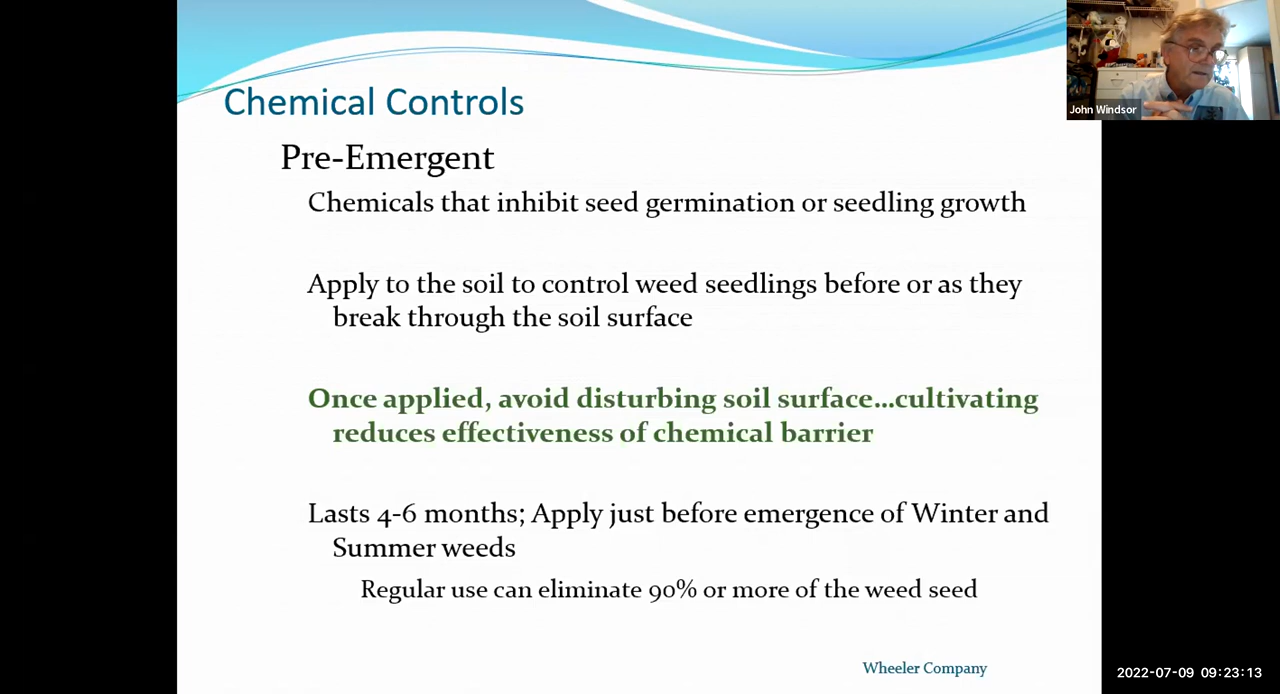 Chemical Controls
John Windsor
Pre-Emergent
Chemicals that inhibit seed germination or seedling growth
Apply to the soil to control weed seedlings before or as they
break through the soil surface
Once applied, avoid disturbing soil surface...cultivating
reduces effectiveness of chemical barrier
Lasts 4-6 months; Apply just before emergence of Winter and
Summer weeds
Regular use can eliminate 90% or more of the weed seed
Wheeler Company
2022-07-09 09:23:13